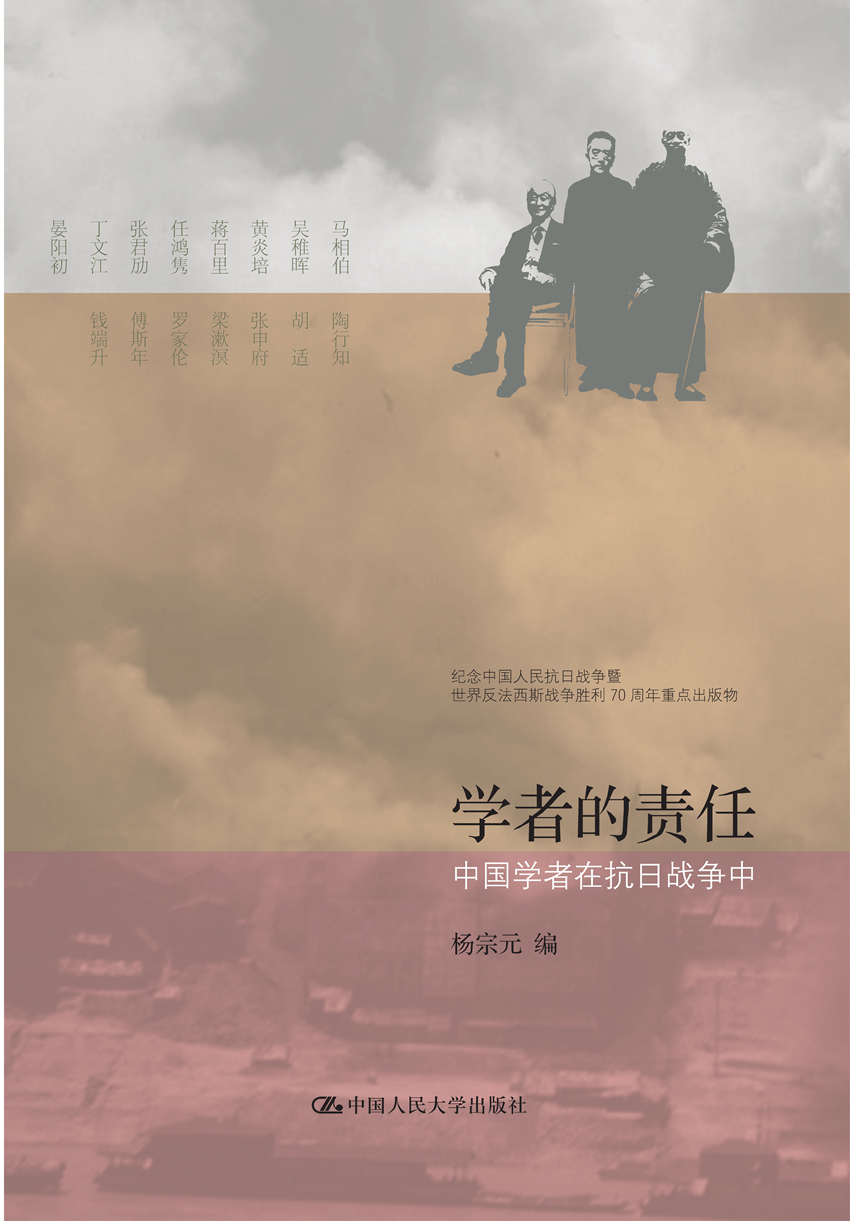 马相伯 陶行知
吴稚晖 胡适
黄炎培 张申府
蒋百里 梁漱溟
任鸿隽 罗家伦
张君劢 傅斯年
丁文江 钱端升
晏阳初
纪念中国人民抗日战争暨
世界反法西斯战争胜利70周年重点出版物
学者的责任
中国学者在抗日战争中
杨宗元 编
中国人民大学出版社